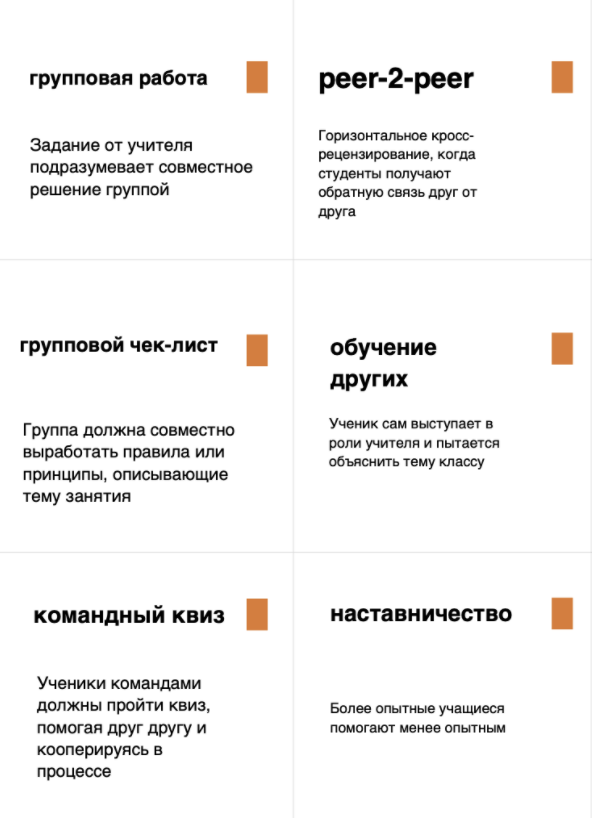 групповая работа
Задание от учителя
подразумевает совместное
решение группой
peer-2-peer
Горизонтальное кросс-
рецензирование, когда
студенты получают
обратную связь друг от
друга
групповой чек-лист
Группа должна совместно
выработать правила или
принципы, описывающие
тему занятия
обучение
других
Ученик сам выступает в
роли учителя и пытается
объяснить тему классу
командный квиз
Ученики командами
должны пройти квиз,
помогая друг другу и
кооперируясь в
процессе
наставничество
Более опытные учащиеся
помогают менее опытным